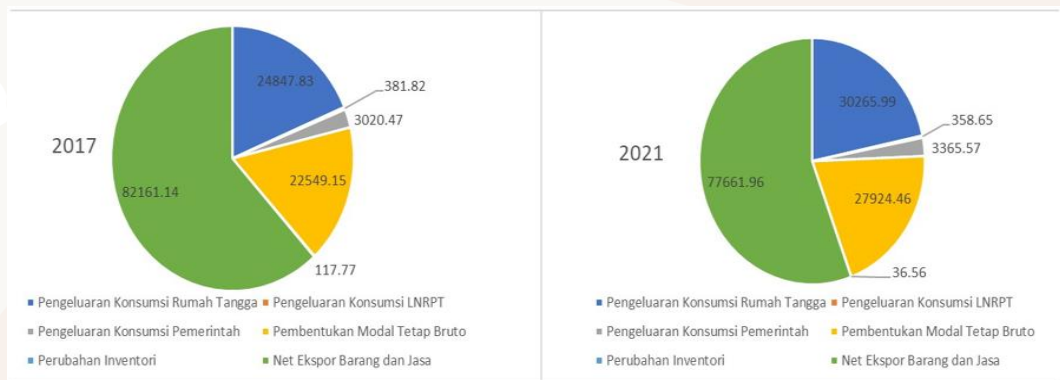 2017
24847.83
381.82
3020.47
22549.15
117.77
82161.14
Pengeluaran Konsumsi Rumah Tangga
Pengeluaran Konsumsi LNRPT
Pengeluaran Konsumsi Pemerintah
Pembentukan Modal Tetap Bruto
Perubahan Inventori
Net Ekspor Barang dan Jasa
2021
30265.99
358.65
3365.57
27924.46
36.56
77661.96
Pengeluaran Konsumsi Rumah Tangga
Pengeluaran Konsumsi LNRPT
Pengeluaran Konsumsi Pemerintah
Pembentukan Modal Tetap Bruto
Perubahan Inventori
Net Ekspor Barang dan Jasa